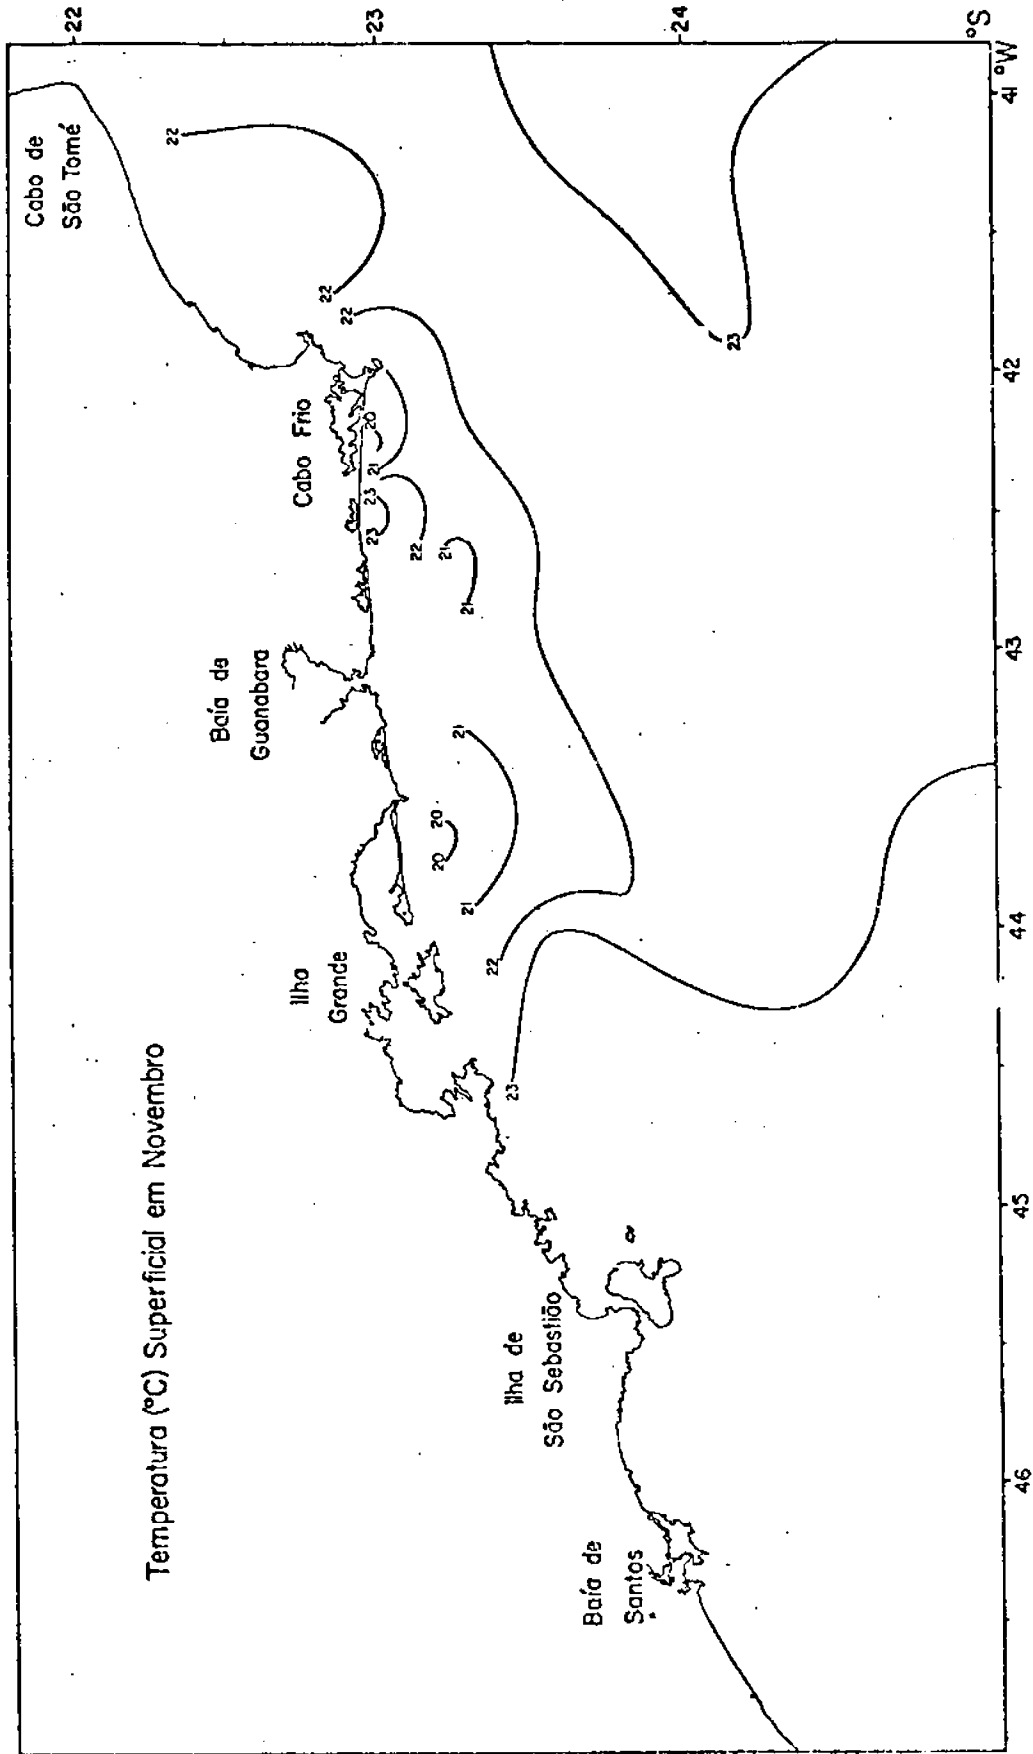 Temperatura (°C) Superficial em Novembro
Cabo de
São Tomé
Cabo Frio
Baía de
Guanabara
Ilha
Grande
Ilha de
São Sebastião
Baía de
Santos
22
22
22
23
20
21
23
23
22
21
21
21
21
20
20
22
23
22
23
24
°S
46
45
44
43
42
41 °W